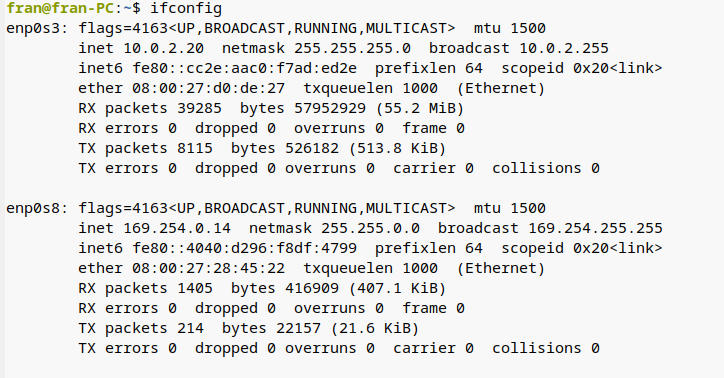 fran@fran-PC:~$ ifconfig
enp0s3: flags=4163<UP,BROADCAST,RUNNING,MULTICAST>  mtu 1500
        inet 10.0.2.20  netmask 255.255.255.0  broadcast 10.0.2.255
        inet6 fe80::cc2e:aac0:f7ad:ed2e  prefixlen 64  scopeid 0x20<link>
        ether 08:00:27:d0:de:27  txqueuelen 1000  (Ethernet)
        RX packets 39285  bytes 57952929 (55.2 MiB)
        RX errors 0  dropped 0  overruns 0  frame 0
        TX packets 8115  bytes 526182 (513.8 KiB)
        TX errors 0  dropped 0 overruns 0  carrier 0  collisions 0

enp0s8: flags=4163<UP,BROADCAST,RUNNING,MULTICAST>  mtu 1500
        inet 169.254.0.14  netmask 255.255.0.0  broadcast 169.254.255.255
        inet6 fe80::4040:d296:f8df:4799  prefixlen 64  scopeid 0x20<link>
        ether 08:00:27:28:45:22  txqueuelen 1000  (Ethernet)
        RX packets 1405  bytes 416909 (407.1 KiB)
        RX errors 0  dropped 0  overruns 0  frame 0
        TX packets 214  bytes 22157 (21.6 KiB)
        TX errors 0  dropped 0 overruns 0  carrier 0  collisions 0